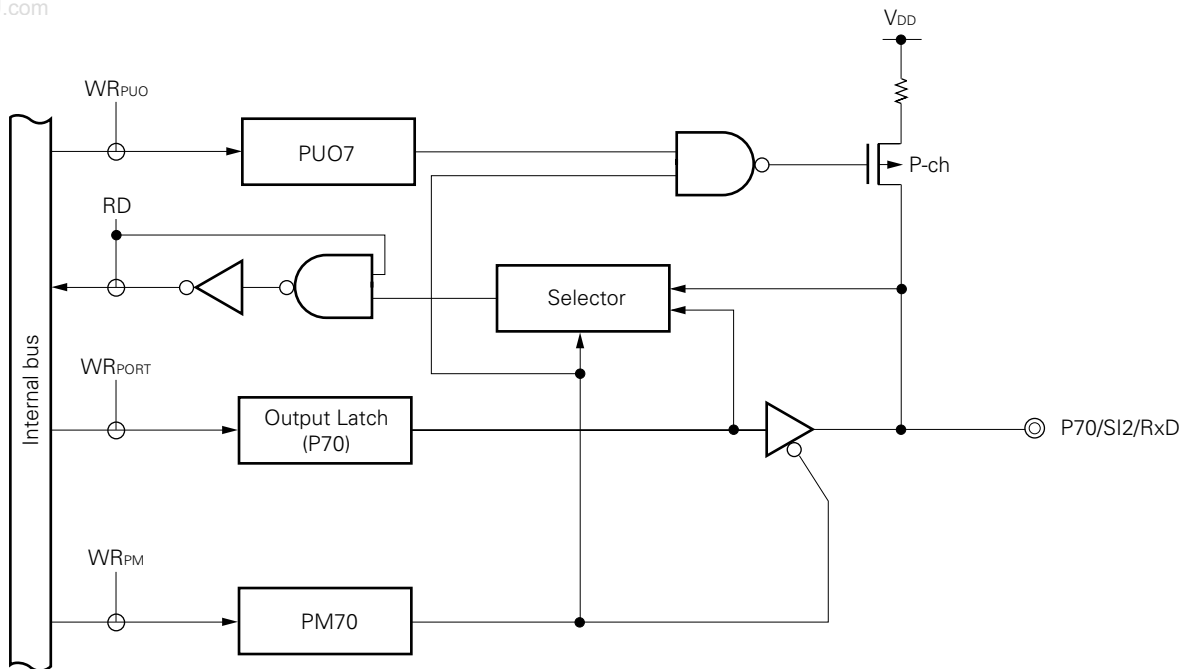 .com
VDD
WRPUO
PUO7
P-ch
RD
Selector
Internal bus
WRPORT
Output Latch
(P70)
P70/SI2/RxD
WRPM
PM70